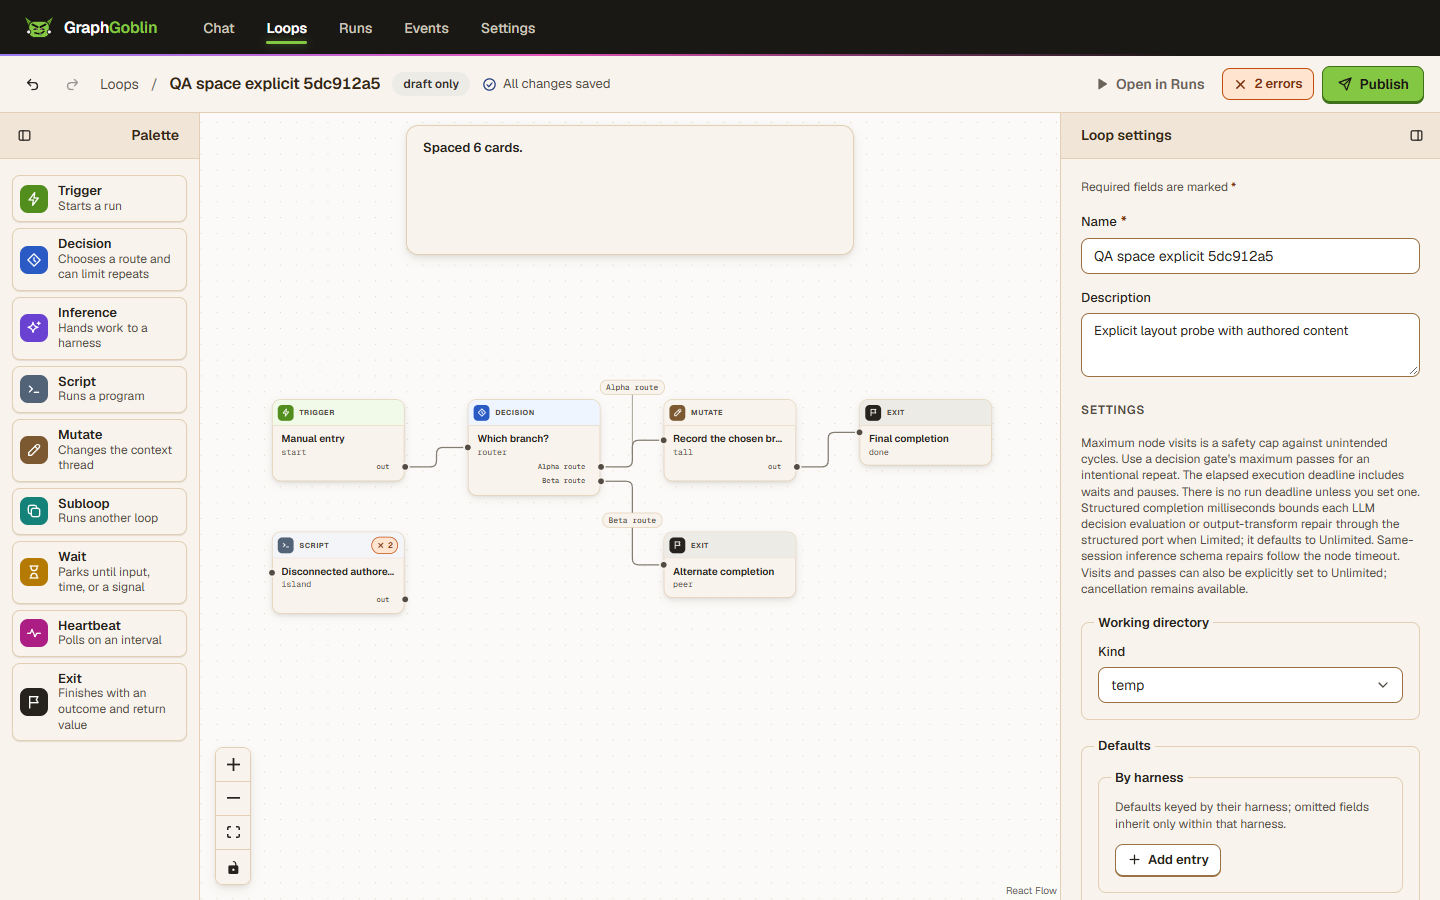 GraphGoblin
Chat
Loops
Runs
Events
Settings
Loops / QA space explicit 5dc912a5
draft only
All changes saved
Open in Runs
2 errors
Publish
Palette
Trigger
Starts a run
Decision
Chooses a route and
can limit repeats
Inference
Hands work to a
harness
Script
Runs a program
Mutate
Changes the context
thread
Subloop
Runs another loop
Wait
Parks until input,
time, or a signal
Heartbeat
Polls on an interval
Exit
Finishes with an
outcome and return
value
Spaced 6 cards.
Alpha route
TRIGGER
Manual entry
start
out
DECISION
Which branch?
router
Alpha route
Beta route
MUTATE
Record the chosen br...
tall
out
EXIT
Final completion
done
Beta route
SCRIPT
2
Disconnected authore...
island
out
EXIT
Alternate completion
peer
React Flow
Loop settings
Required fields are marked *
Name *
QA space explicit 5dc912a5
Description
Explicit layout probe with authored content
SETTINGS
Maximum node visits is a safety cap against unintended
cycles. Use a decision gate's maximum passes for an
intentional repeat. The elapsed execution deadline includes
waits and pauses. There is no run deadline unless you set one.
Structured completion milliseconds bounds each LLM
decision evaluation or output-transform repair through the
structured port when Limited; it defaults to Unlimited. Same-
session inference schema repairs follow the node timeout.
Visits and passes can also be explicitly set to Unlimited;
cancellation remains available.
Working directory
Kind
temp
Defaults
By harness
Defaults keyed by their harness; omitted fields
inherit only within that harness.
Add entry